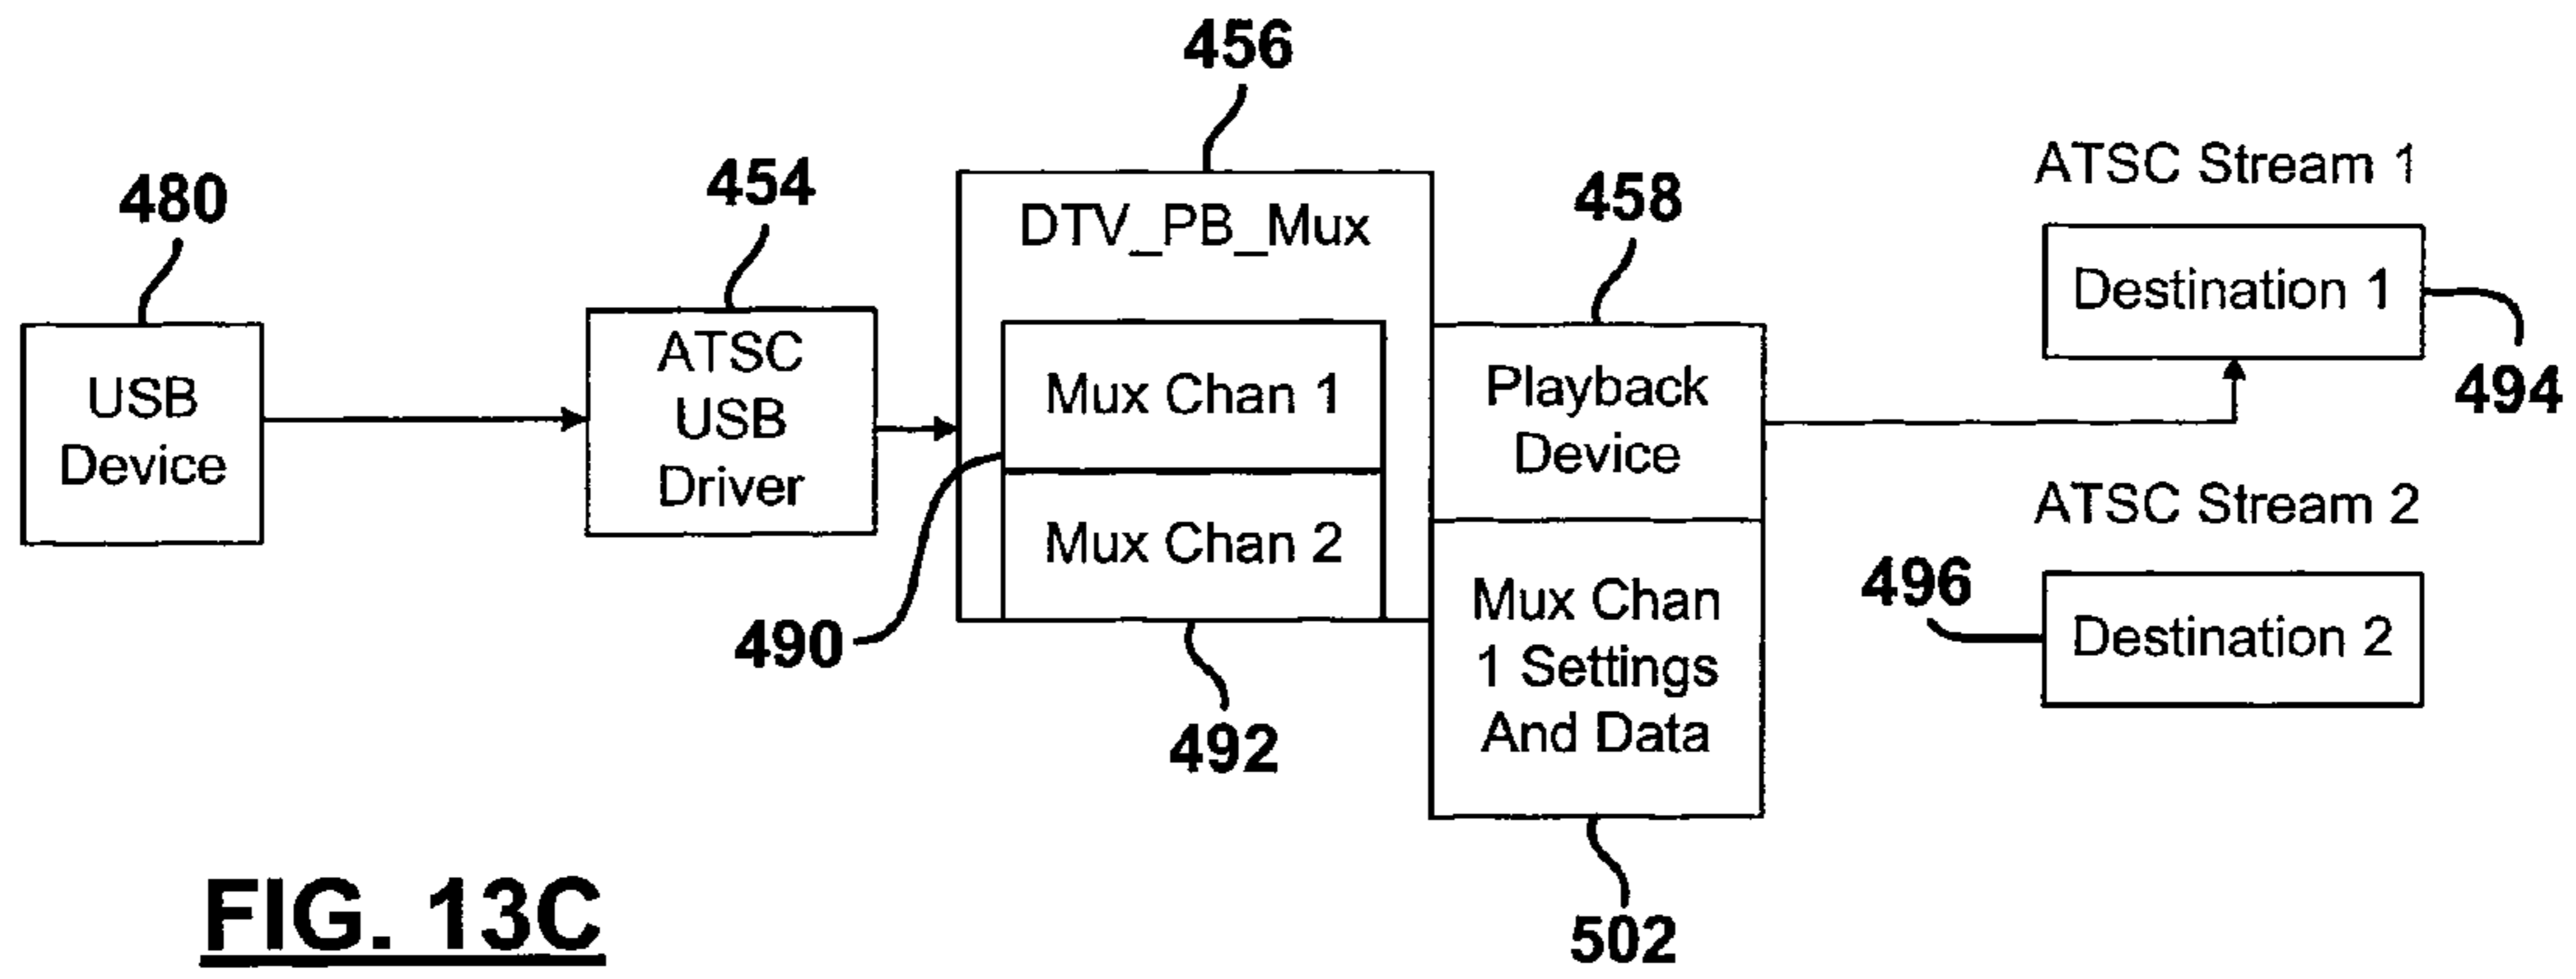 456
480
454
DTV_PB_Mux
458
ATSC Stream 1
Destination 1
494
USB
Device
ATSC
USB
Driver
Mux Chan 1
Mux Chan 2
490
492
Playback
Device
Mux Chan
1 Settings
And Data
502
ATSC Stream 2
496
Destination 2
FIG. 13C